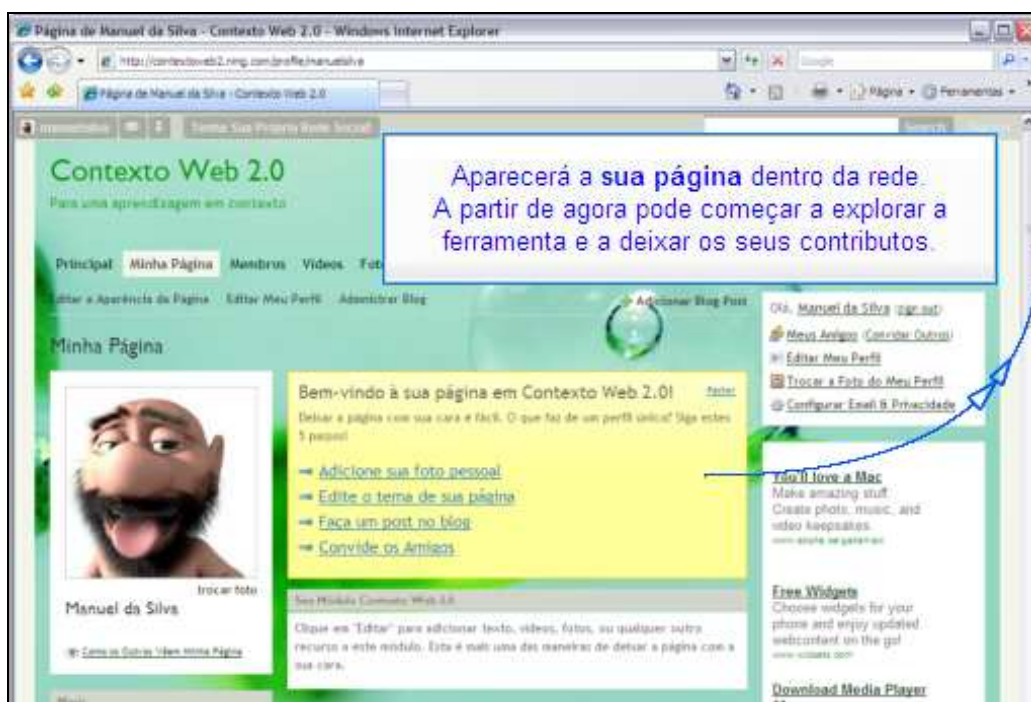 Página de Manuel da Silva - Contexto Web 2.0 - Windows Internet Explorer
http://contextoweb2.ning.com/profile/manuelsilva
Google
Página de Manuel da Silva - Contexto Web 2.0
Página
Ferramentas
Search
Contexto Web 2.0
Para uma aprendizagem em contexto
Aparecerá a sua página dentro da rede.
A partir de agora pode começar a explorar a
ferramenta e a deixar os seus contributos.
Principal Minha Página Membros Vídeos
Editar a Aparência da Página Editar Meu Perfil Administrar Blog
Adicionar Blog Post
Minha Página
trocar foto
Manuel da Silva
Como os Outros Vêem Minha Página
Bem-vindo à sua página em Contexto Web 2.0!
Fechar
Deixar a página com sua cara é fácil. O que faz de um perfil único? Siga estes
5 passos!
Adicione sua foto pessoal
Edite o tema de sua página
Faça um post no blog
Convide os Amigos
Seu Módulo Contexto Web 2.0
Clique em "Editar" para adicionar texto, vídeos, fotos, ou qualquer outro
recurso a este módulo. Esta é mais uma das maneiras de deixar a página com a
sua cara.
Olá, Manuel da Silva (sign out)
Meus Amigos (Convidar Outros)
Editar Meu Perfil
Trocar a Foto do Meu Perfil
Configurar Email & Privacidade
You'll love a Mac
Make amazing stuff.
Create photo, music, and
video keepsakes.
Free Widgets
Choose widgets for your
phone and enjoy updated
webcontent on the go!
Download Media Player